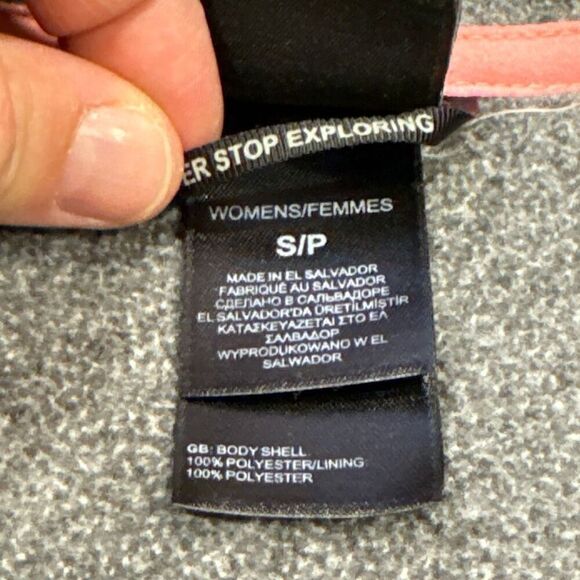 ER STOP EXPLORING
WOMENS/FEMMES
S/P
MADE IN EL SALVADOR
FABRIQUÉ AU SALVADOR
СДЕЛАНО В САЛЬВАДОРЕ
EL SALVADOR'DA ÜRETİLMİŞTİR
ΚΑΤΑΣΚΕΥΑΖΕΤΑΙ ΣΤΟ ΕΛ
ΣΑΛΒΑΔΟΡ
WYPRODUKOWANO W EL
SALWADOR
GB: BODY SHELL
100% POLYESTER/LINING
100% POLYESTER